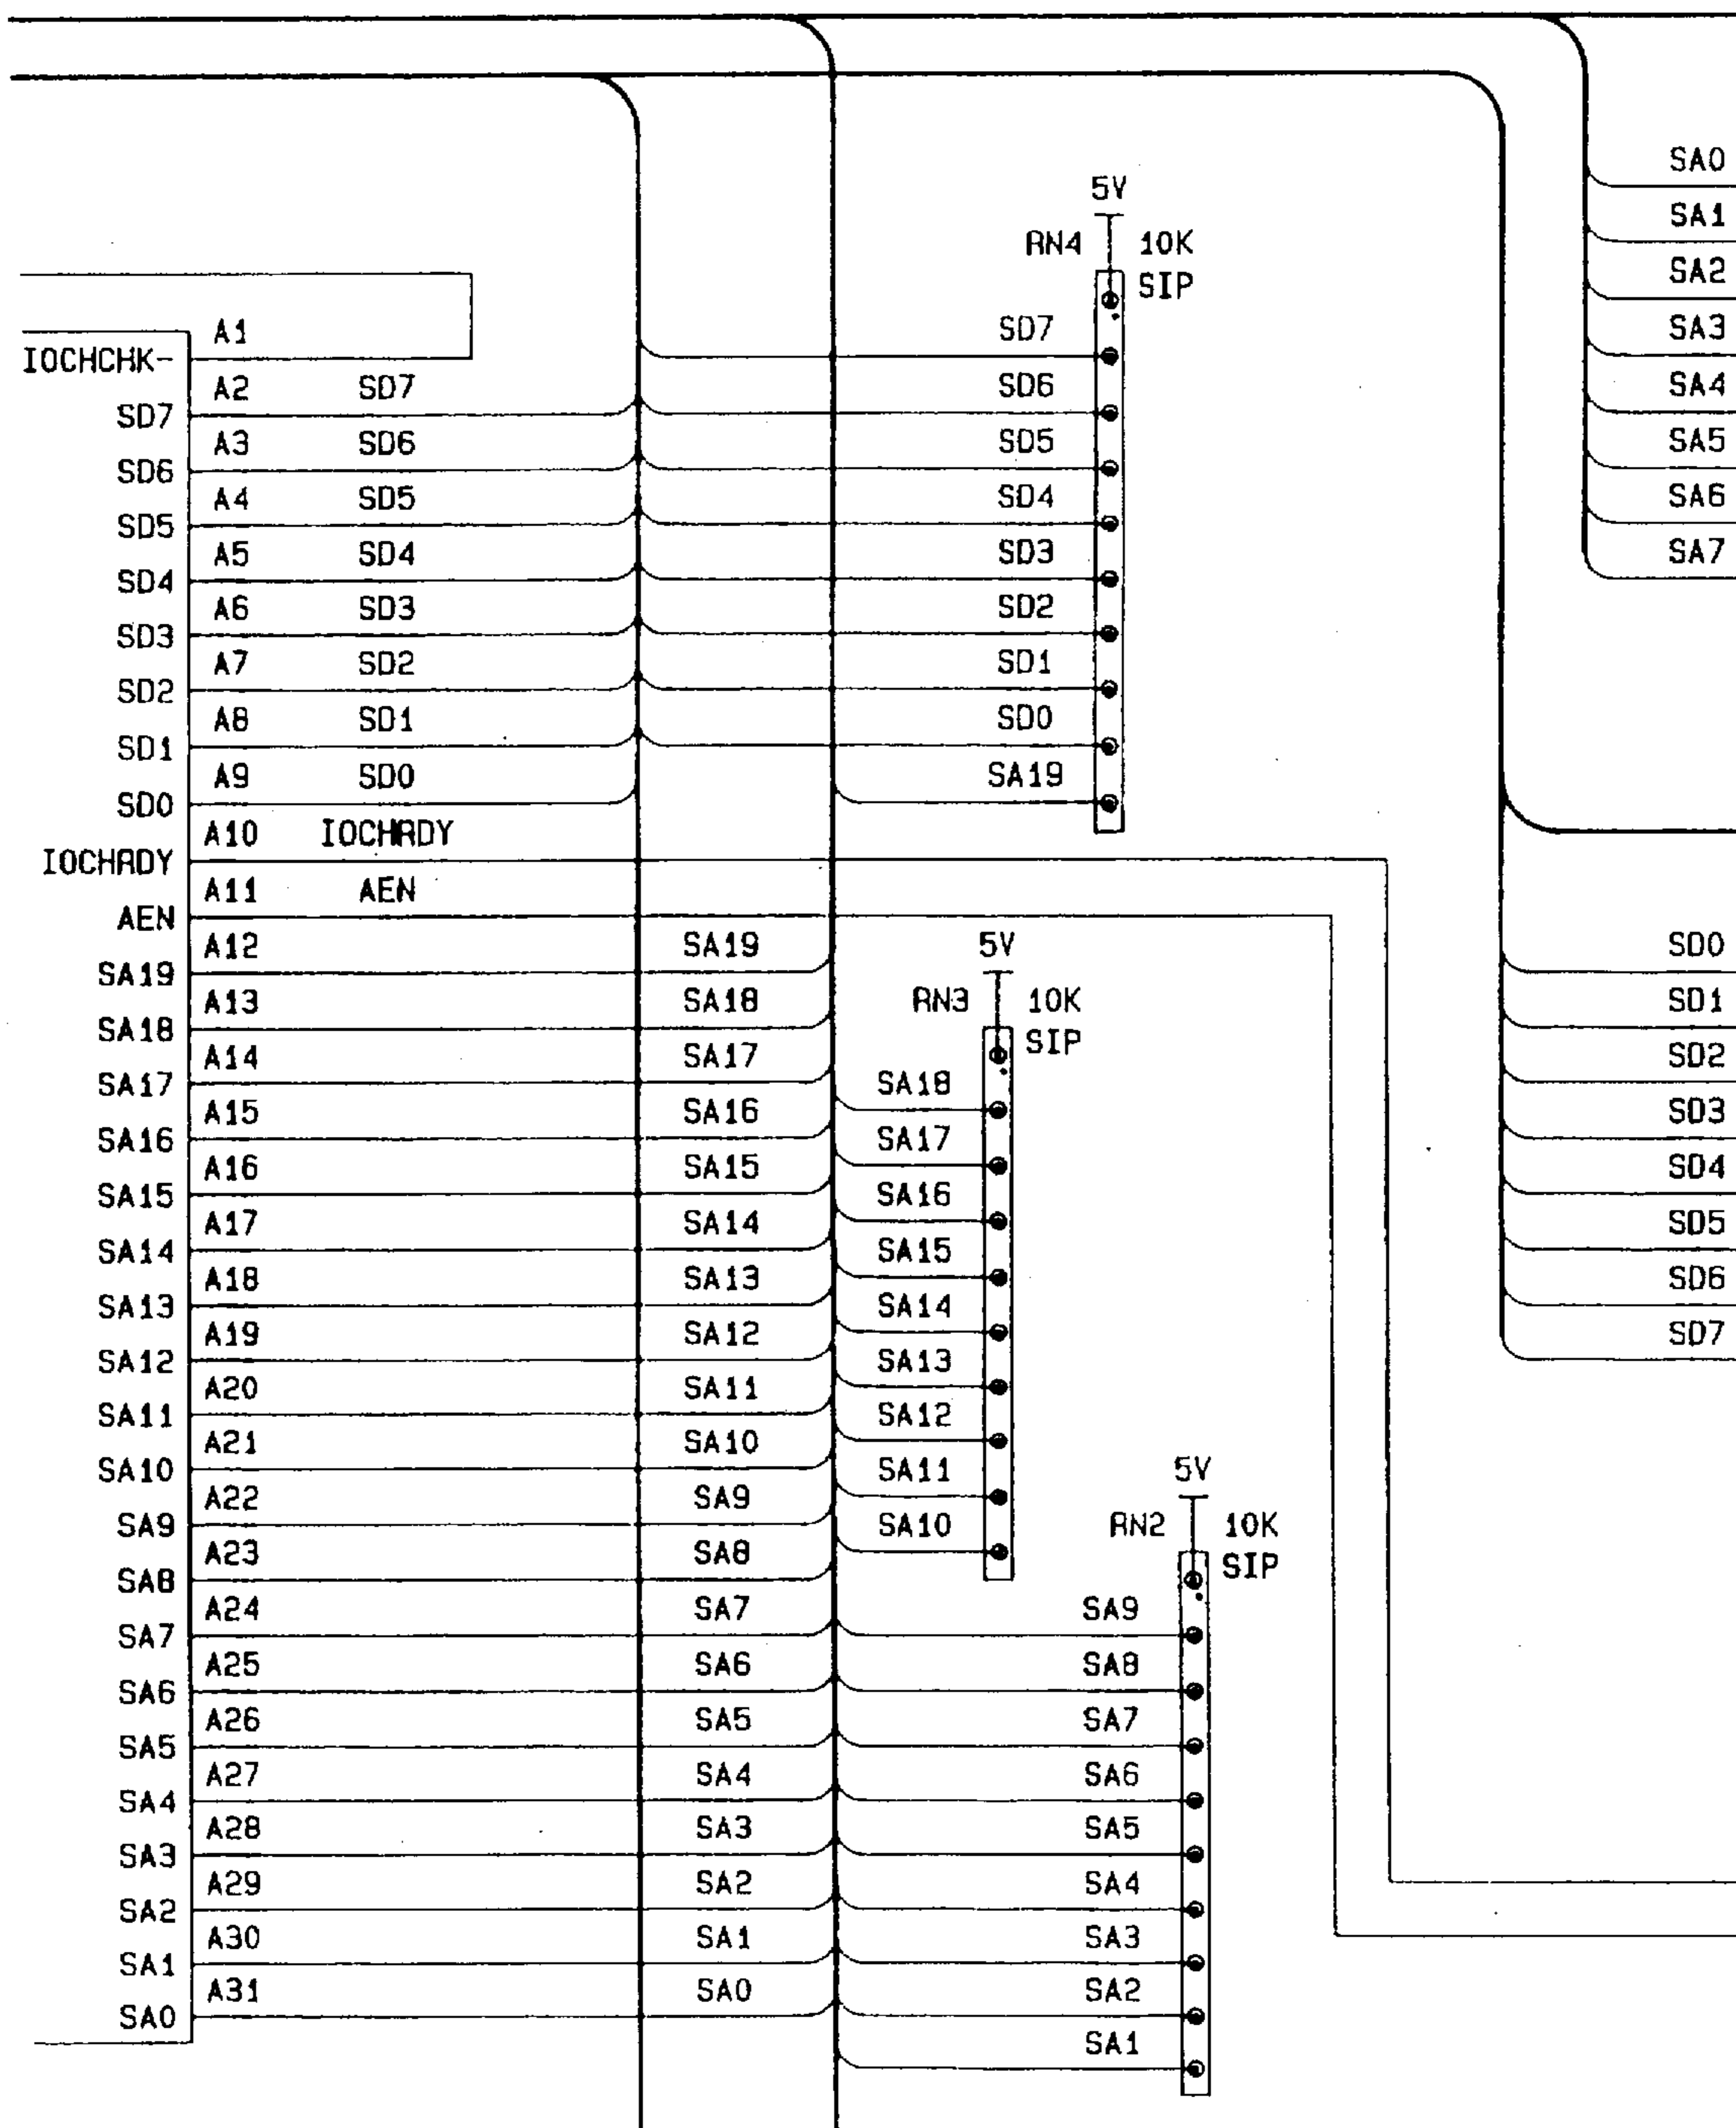 SA0
5V
SA1
RN4 10K
SA2
SIP
A1
SD7
SA3
IOCHCHK-
A2 SD7
SD6
SA4
SD7
A3 SD6
SD5
SA5
SD6
A4 SD5
SD4
SA6
SD5
A5 SD4
SD3
SA7
SD4
A6 SD3
SD2
SD3
A7 SD2
SD1
SD2
A8 SD1
SD0
SD1
A9 SD0
SA19
SD0
A10 IOCHRDY
IOCHRDY
A11 AEN
AEN
A12 SA19
5V
SD0
SA19
A13 SA18
RN3 10K
SD1
SA18
SIP
A14 SA17
SD2
SA17
SA18
A15 SA16
SD3
SA16
SA17
A16 SA15
SD4
SA15
SA16
A17 SA14
SD5
SA14
SA15
A18 SA13
SD6
SA13
SA14
A19 SA12
SD7
SA12
SA13
A20 SA11
SA11
SA12
A21 SA10
SA10
SA11
5V
A22 SA9
SA9
SA10
RN2 10K
A23 SA8
SIP
SA8
A24 SA7
SA9
SA7
A25 SA6
SA8
SA6
A26 SA5
SA7
SA5
A27 SA4
SA6
SA4
A28 SA3
SA5
SA3
A29 SA2
SA4
SA2
A30 SA1
SA3
SA1
A31 SA0
SA2
SA0
SA1